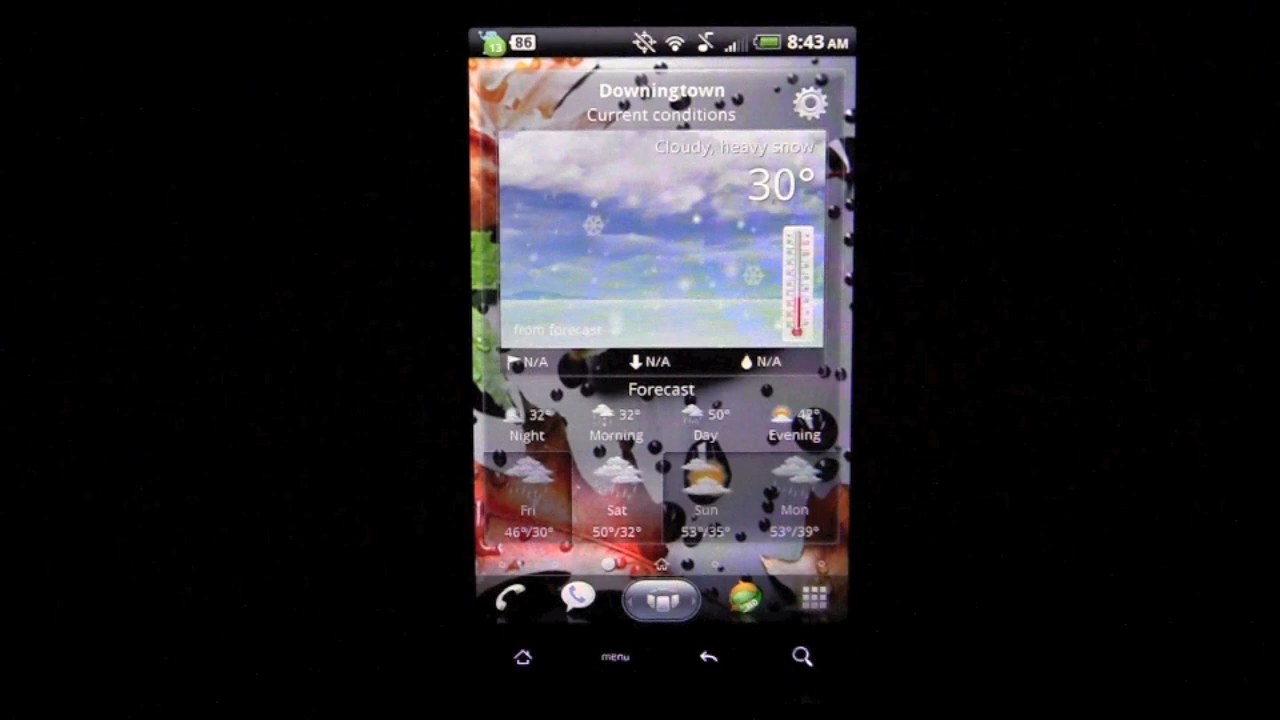 13 86 8:43 AM
Downingtown
Current conditions
Cloudy, heavy snow
30°
from forecast
N/A N/A N/A
Forecast
32° 32° 50° 42°
Night Morning Day Evening
Fri Sat Sun Mon
46°/30° 50°/32° 53°/35° 53°/39°
menu